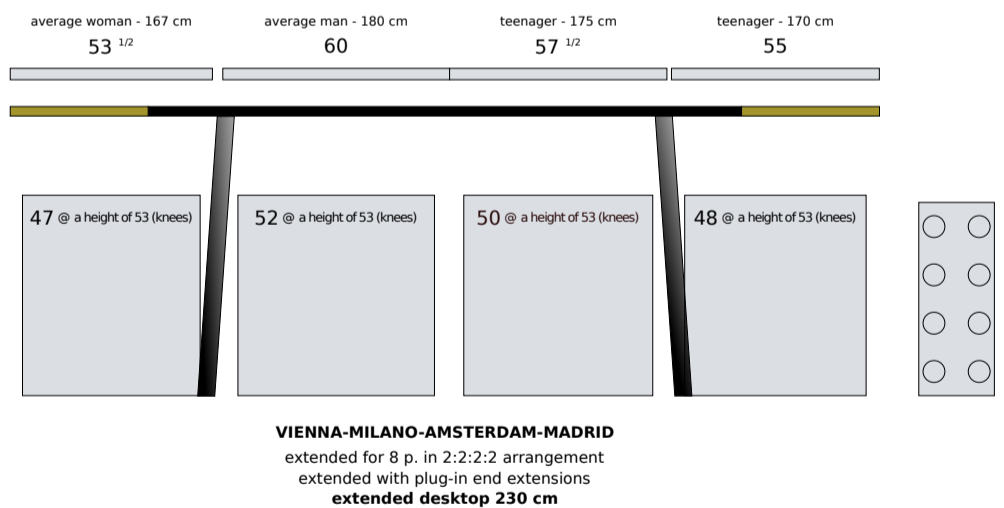 average woman - 167 cm
53 1/2
average man - 180 cm
60
teenager - 175 cm
57 1/2
teenager - 170 cm
55
47 @ a height of 53 (knees)
52 @ a height of 53 (knees)
50 @ a height of 53 (knees)
48 @ a height of 53 (knees)
VIENNA-MILANO-AMSTERDAM-MADRID
extended for 8 p. in 2:2:2:2 arrangement
extended with plug-in end extensions
extended desktop 230 cm